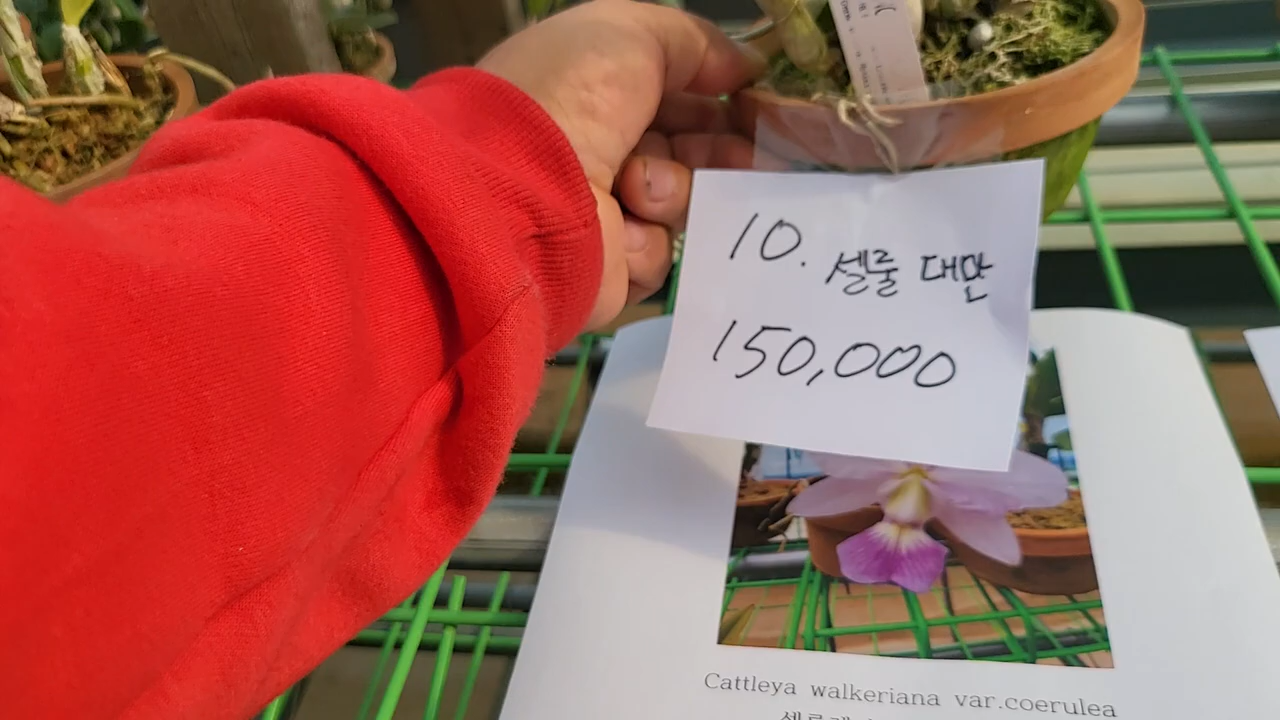 10. 셀룰 대만
150,000
Cattleya walkeriana var.coerulea